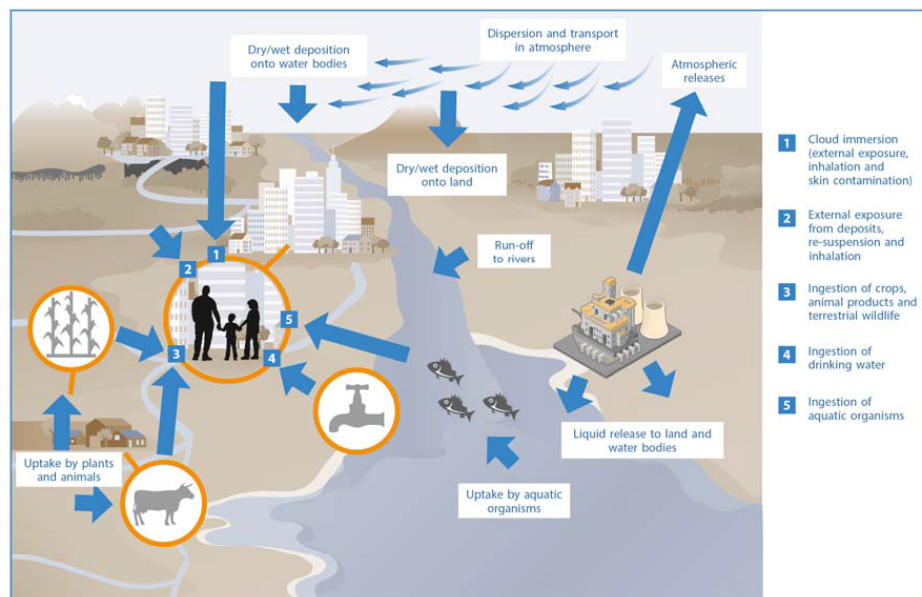 Dry/wet deposition
onto water bodies
Dispersion and transport
in atmosphere
Atmospheric
releases
Dry/wet deposition
onto land
Run-off
to rivers
1
2
3
4
5
Liquid release to land and
water bodies
Uptake by plants
and animals
Uptake by aquatic
organisms
1 Cloud immersion
(external exposure,
inhalation and
skin contamination)
2 External exposure
from deposits,
re-suspension and
inhalation
3 Ingestion of crops,
animal products and
terrestrial wildlife
4 Ingestion of
drinking water
5 Ingestion of
aquatic organisms